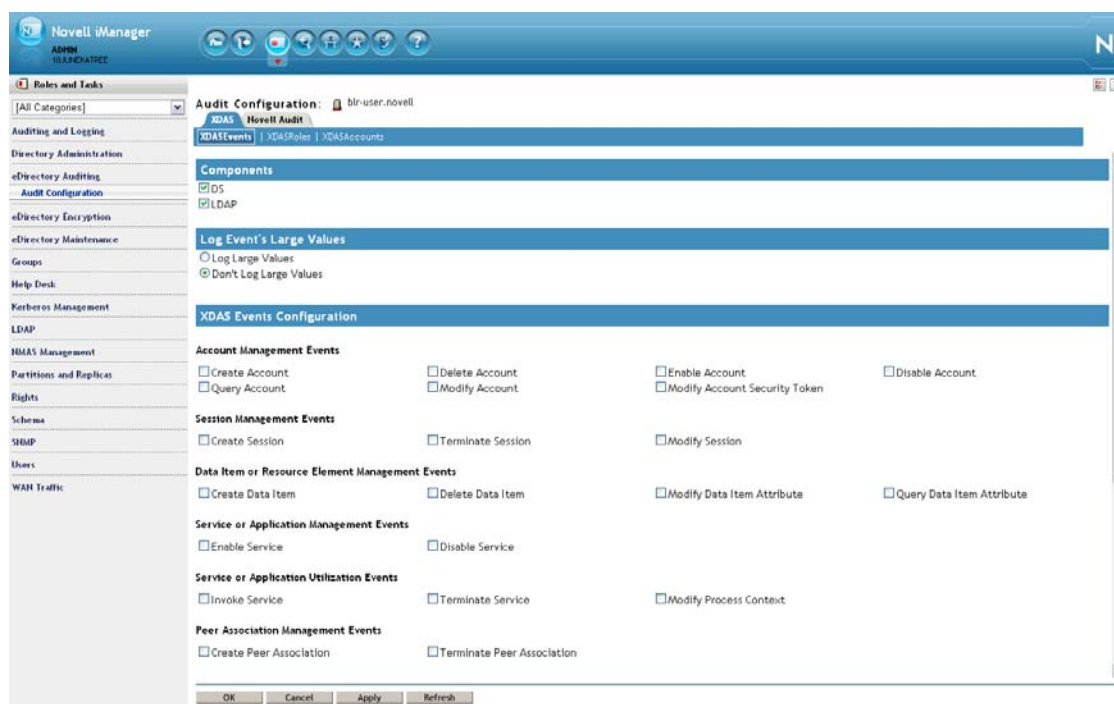 Novell iManager
ADMIN
N
Roles and Tasks
[All Categories]
Auditing and Logging
Directory Administration
eDirectory Auditing
Audit Configuration
eDirectory Encryption
eDirectory Maintenance
Groups
Help Desk
Kerberos Management
LDAP
NMAS Management
Partitions and Replicas
Rights
Schema
SNMP
Users
WAN Traffic
Audit Configuration: blr-user.novell
XDAS Novell Audit
XDASEvents | XDASRoles | XDASAccounts
Components
DS
LDAP
Log Event's Large Values
Log Large Values
Don't Log Large Values
XDAS Events Configuration
Account Management Events
Create Account Delete Account Enable Account Disable Account
Query Account Modify Account Modify Account Security Token
Session Management Events
Create Session Terminate Session Modify Session
Data Item or Resource Element Management Events
Create Data Item Delete Data Item Modify Data Item Attribute Query Data Item Attribute
Service or Application Management Events
Enable Service Disable Service
Service or Application Utilization Events
Invoke Service Terminate Service Modify Process Context
Peer Association Management Events
Create Peer Association Terminate Peer Association
OK Cancel Apply Refresh